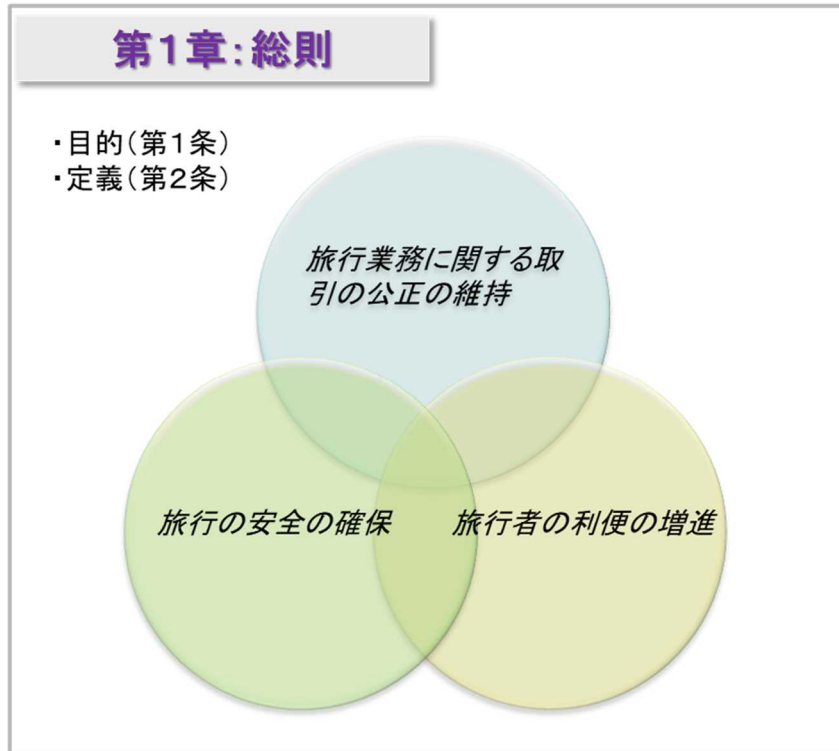 第1章:総則
・目的(第1条)
・定義(第2条)
旅行業務に関する取
引の公正の維持
旅行の安全の確保
旅行者の利便の増進